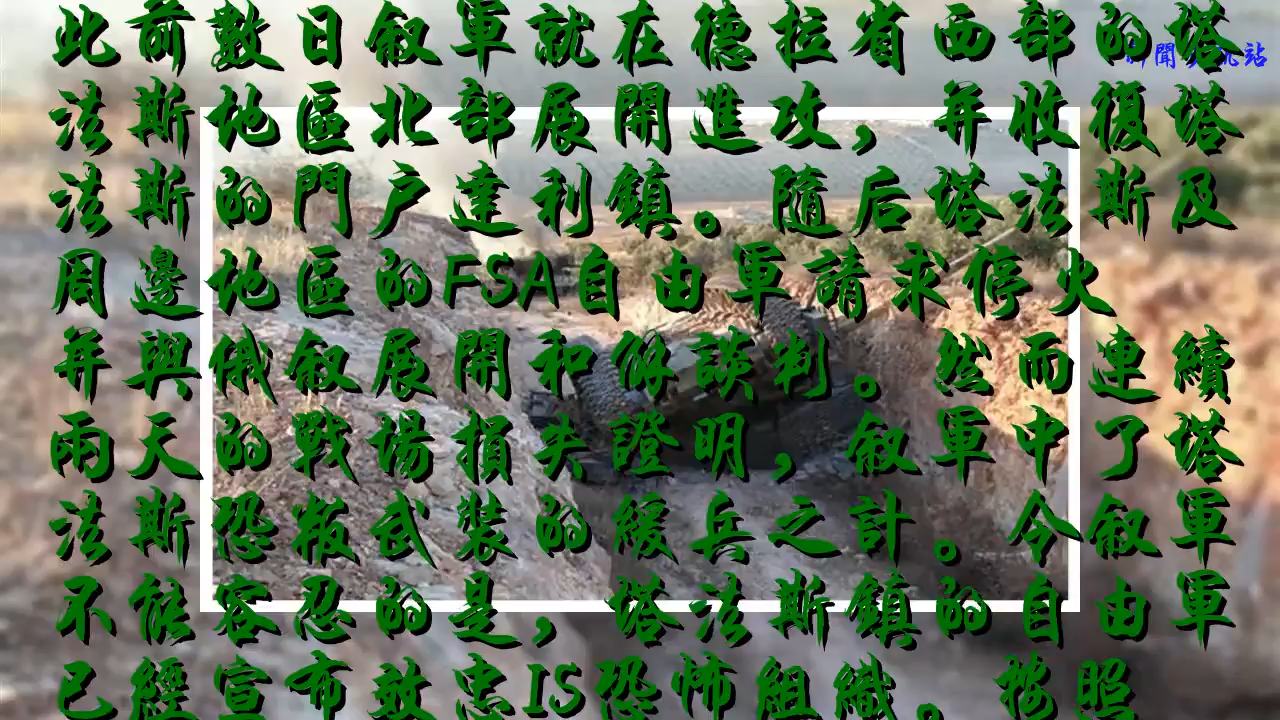 此前數日叙軍就在德拉省西部的塔
法斯地區北部展開進攻，并收復塔
法斯的門户達利鎮。隨后塔法斯及
周邊地區的FSA自由軍請求停火
并與俄叙展開和解談判。然而連續
兩天的戰場損失證明，叙軍中了塔
法斯恐叛武裝的緩兵之計。令叙軍
不能容忍的是，塔法斯鎮的自由軍
已經宣布效忠IS恐怖組織。按照